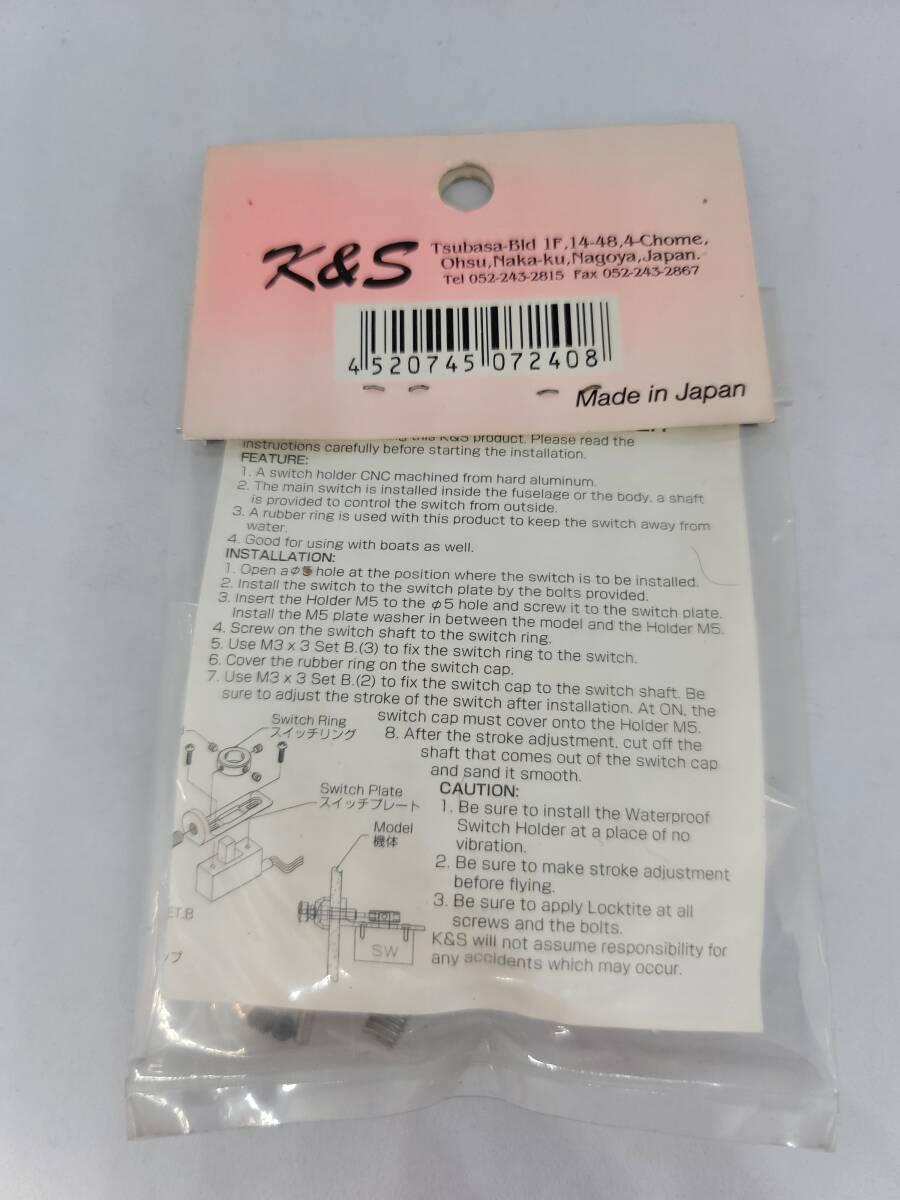 K&S
Tsubasa-Bld 1F,14-48,4-Chome,
Ohsu,Naka-ku,Nagoya,Japan.
Tel 052-243-2815 Fax 052-243-2867
4520745072408
Made in Japan
this K&S product. Please read the
instructions carefully before starting the installation.
FEATURE:
1. A switch holder CNC machined from hard aluminum.
2. The main switch is installed inside the fuselage or the body. a shaft
is provided to control the switch from outside.
3. A rubber ring is used with this product to keep the switch away from
water.
4. Good for using with boats as well.
INSTALLATION:
1. Open a φ5 hole at the position where the switch is to be installed.
2. Install the switch to the switch plate by the bolts provided.
3. Insert the Holder M5 to the φ5 hole and screw it to the switch plate.
Install the M5 plate washer in between the model and the Holder M5.
4. Screw on the switch shaft to the switch ring.
5. Use M3 x 3 Set B.(3) to fix the switch ring to the switch.
6. Cover the rubber ring on the switch cap.
7. Use M3 x 3 Set B.(2) to fix the switch cap to the switch shaft. Be
sure to adjust the stroke of the switch after installation. At ON, the
switch cap must cover onto the Holder M5.
8. After the stroke adjustment, cut off the
shaft that comes out of the switch cap
and sand it smooth.
CAUTION:
1. Be sure to install the Waterproof
Switch Holder at a place of no
vibration.
2. Be sure to make stroke adjustment
before flying.
3. Be sure to apply Locktite at all
screws and the bolts.
K&S will not assume responsibility for
any accidents which may occur.
Switch Ring
スイッチリング
Switch Plate
スイッチプレート
Model
機体
ET.B
SW
プ